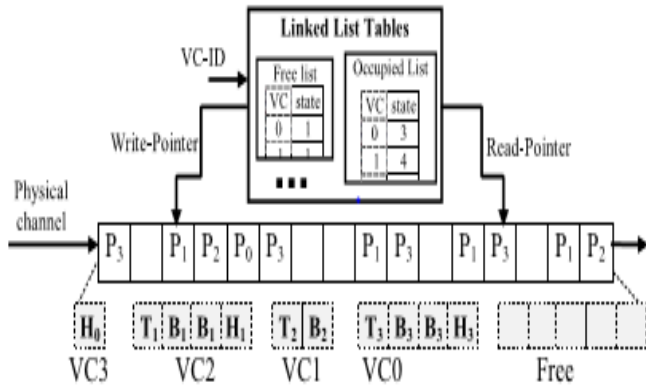 Linked List Tables
VC-ID
Free list
VC state
0 1
1 1
Occupied List
VC state
0 3
1 4
Write-Pointer
Read-Pointer
Physical
channel
P₃ P₁ P₂ P₀ P₃ P₁ P₃ P₁ P₃ P₁ P₂
H₀ T₁ B₁ B₁ H₁ T₂ B₂ T₃ B₃ B₃ H₃
VC3 VC2 VC1 VC0 Free